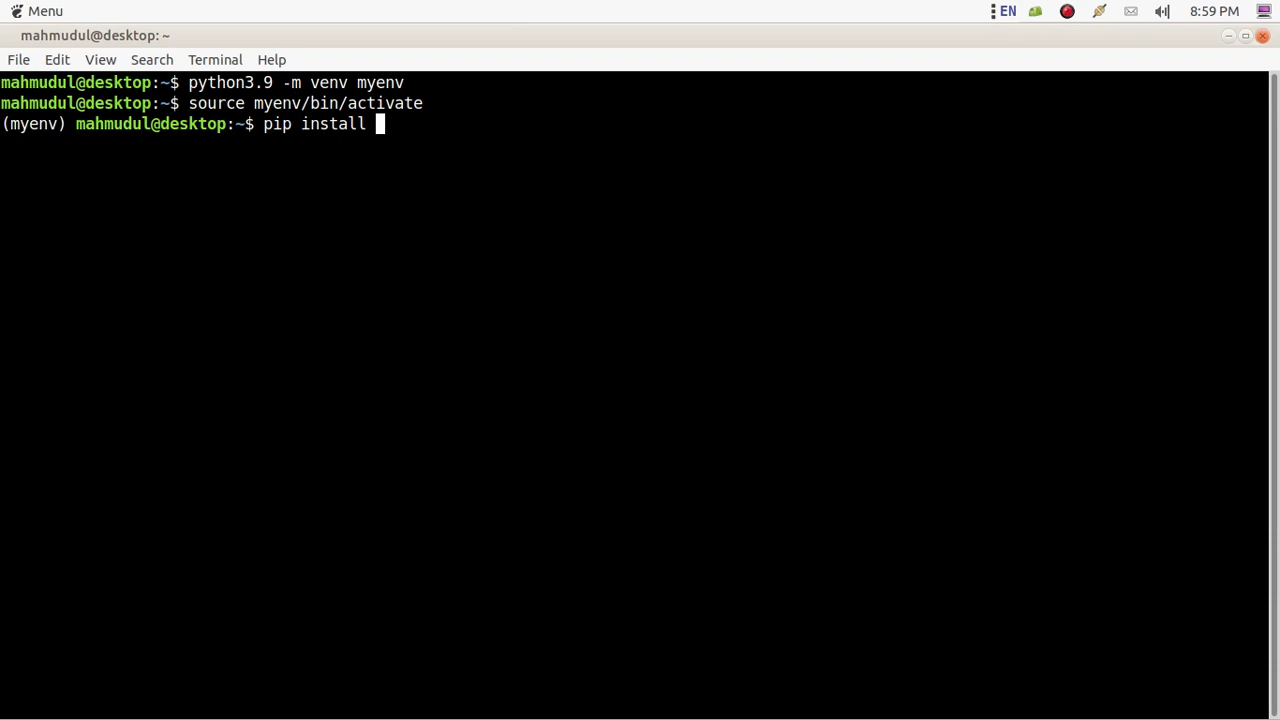 Menu EN 8:59 PM
mahmudul@desktop: ~
File Edit View Search Terminal Help
mahmudul@desktop:~$ python3.9 -m venv myenv
mahmudul@desktop:~$ source myenv/bin/activate
(myenv) mahmudul@desktop:~$ pip install